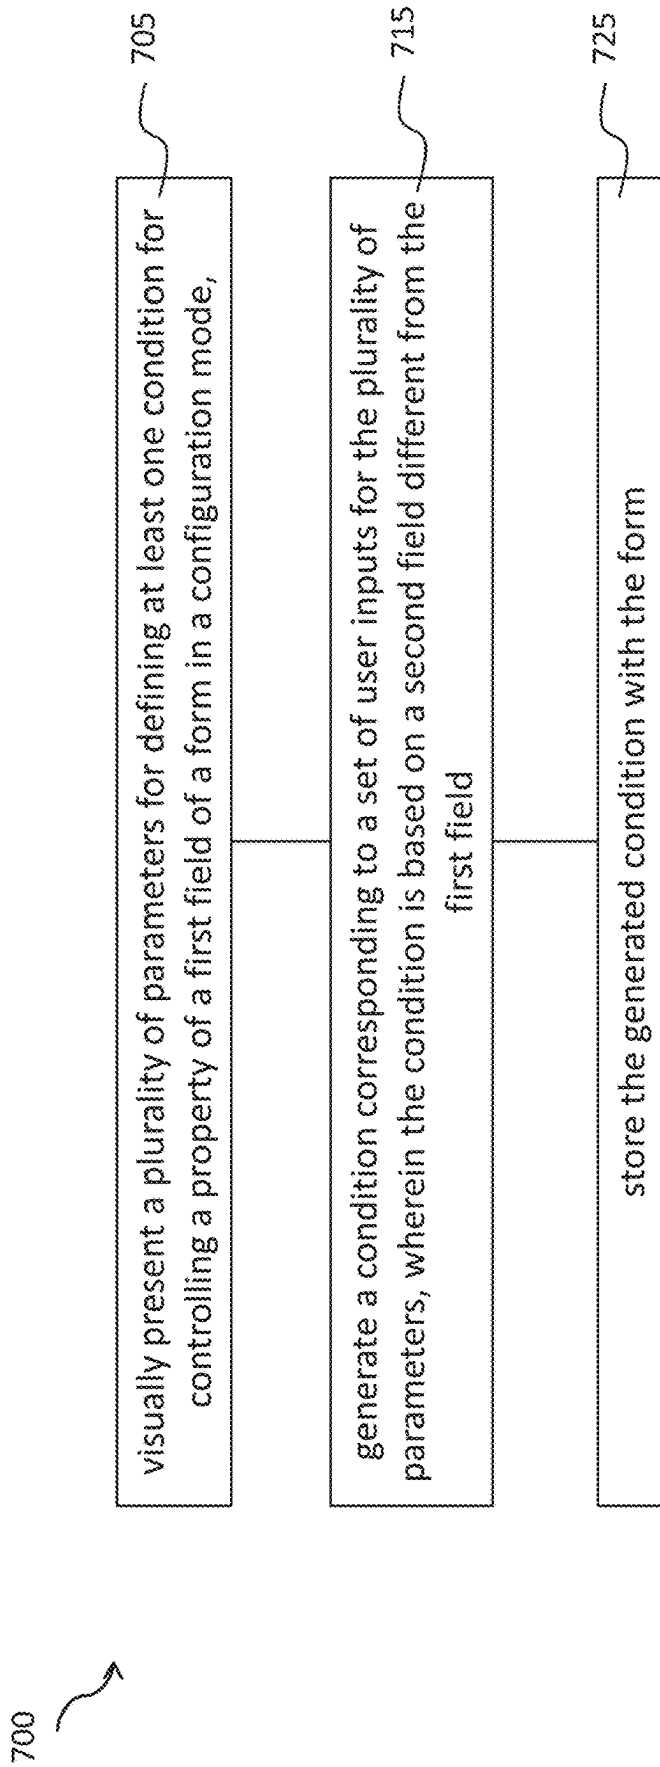 700
visually present a plurality of parameters for defining at least one condition for
controlling a property of a first field of a form in a configuration mode,
705
generate a condition corresponding to a set of user inputs for the plurality of
parameters, wherein the condition is based on a second field different from the
first field
715
store the generated condition with the form
725